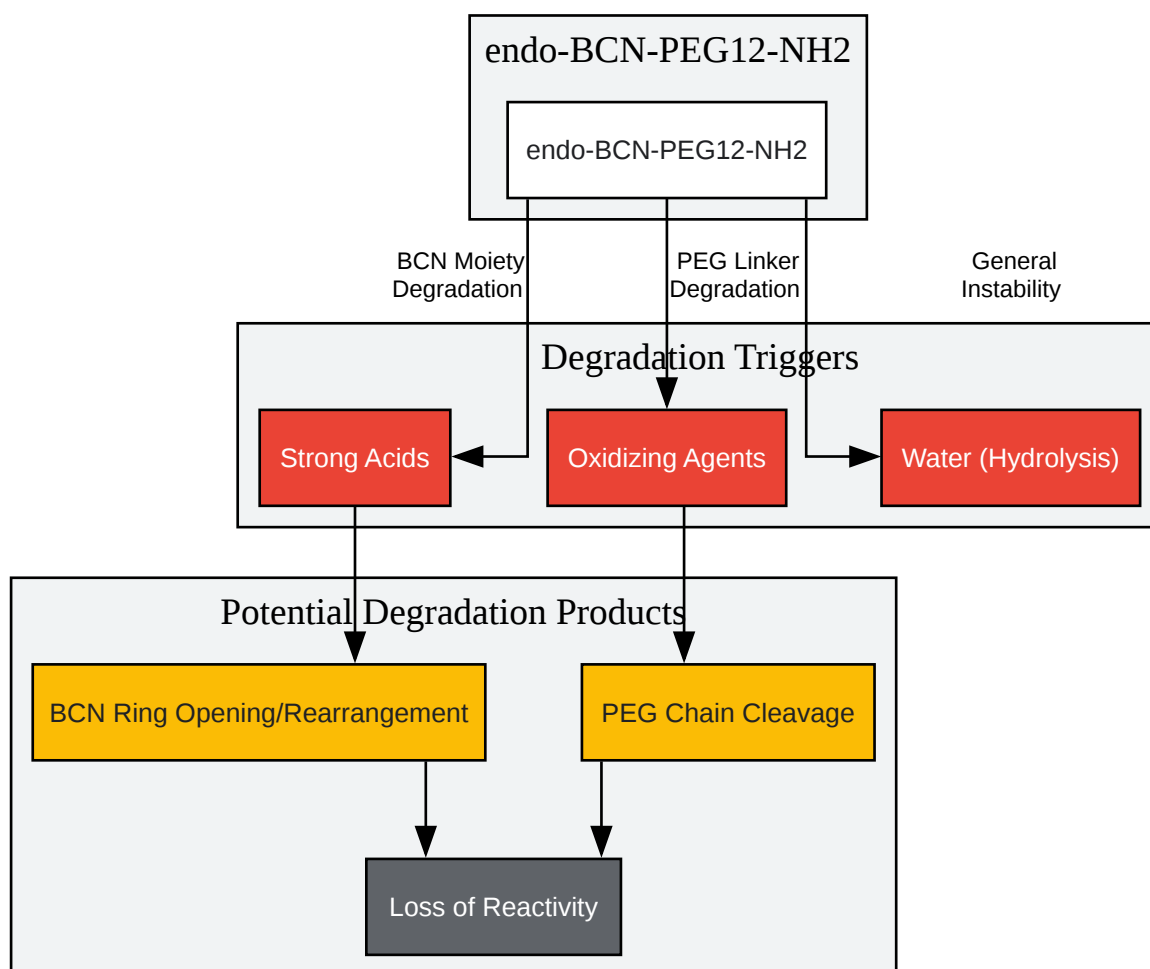 endo-BCN-PEG12-NH2
endo-BCN-PEG12-NH2
BCN Moiety
Degradation
PEG Linker
Degradation
General
Instability
Degradation Triggers
Strong Acids
Oxidizing Agents
Water (Hydrolysis)
Potential Degradation Products
BCN Ring Opening/Rearrangement
PEG Chain Cleavage
Loss of Reactivity